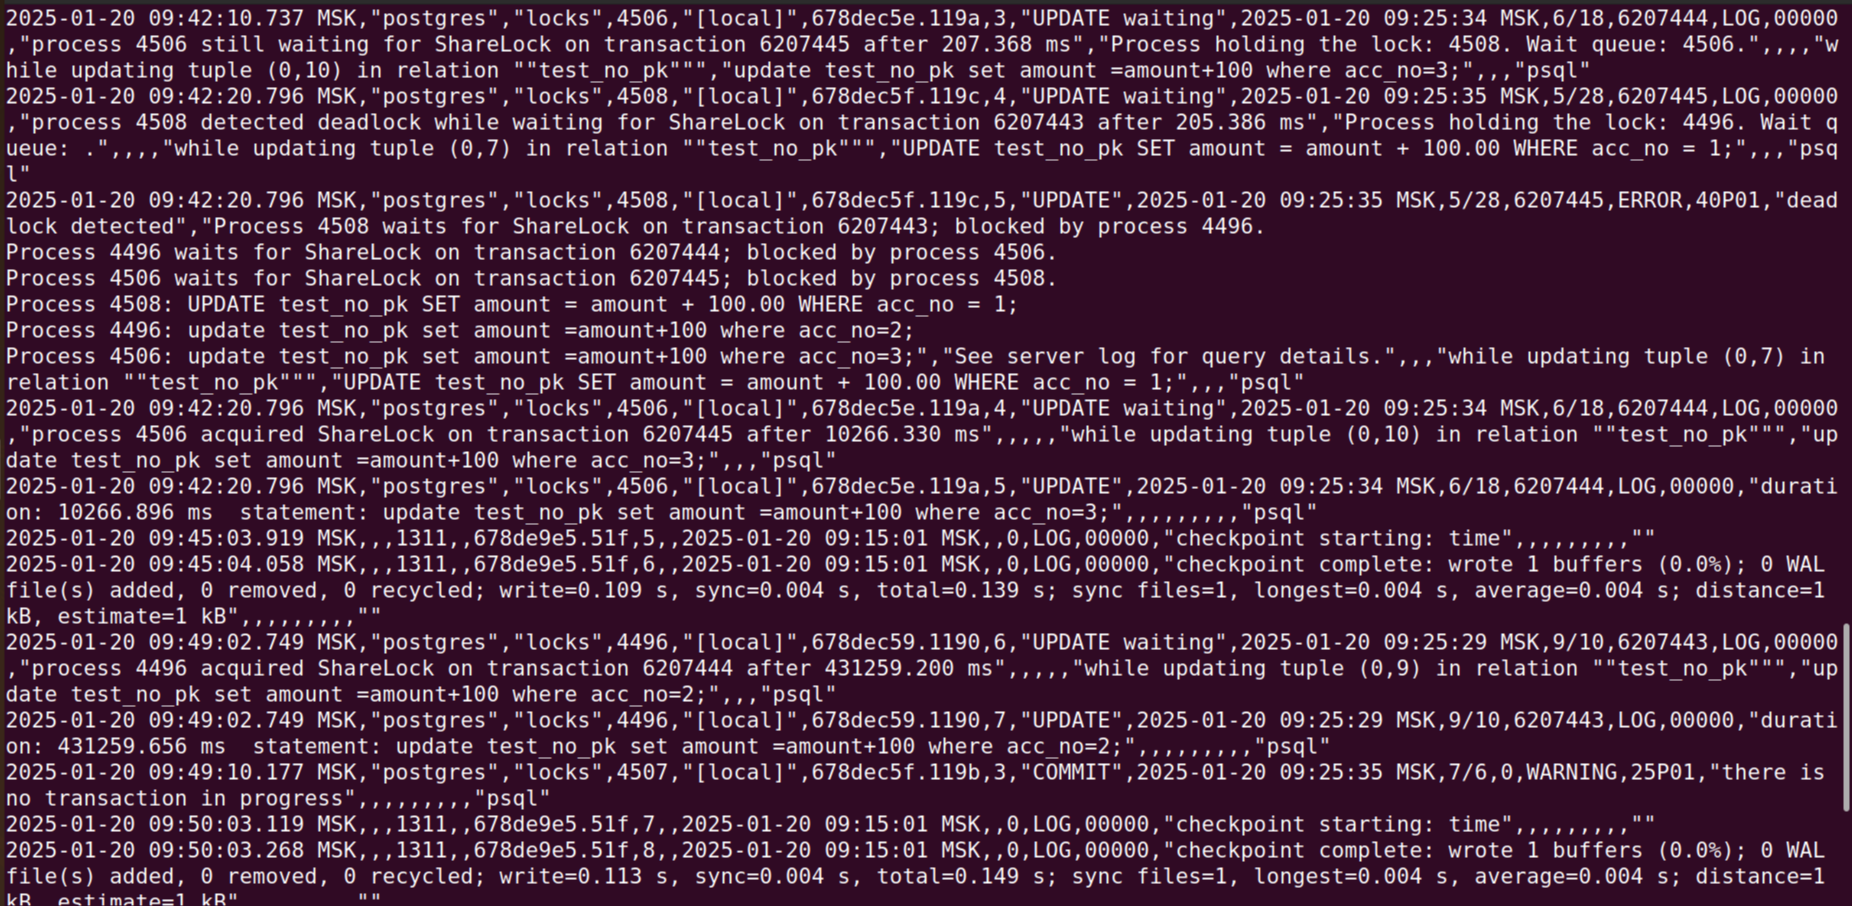 2025-01-20 09:42:10.737 MSK,"postgres","locks",4506,"[local]",678dec5e.119a,3,"UPDATE waiting",2025-01-20 09:25:34 MSK,6/18,6207444,LOG,00000
,"process 4506 still waiting for ShareLock on transaction 6207445 after 207.368 ms","Process holding the lock: 4508. Wait queue: 4506.",,,,"w
hile updating tuple (0,10) in relation ""test_no_pk""","update test_no_pk set amount =amount+100 where acc_no=3;",,,"psql"
2025-01-20 09:42:20.796 MSK,"postgres","locks",4508,"[local]",678dec5f.119c,4,"UPDATE waiting",2025-01-20 09:25:35 MSK,5/28,6207445,LOG,00000
,"process 4508 detected deadlock while waiting for ShareLock on transaction 6207443 after 205.386 ms","Process holding the lock: 4496. Wait q
ueue: .",,,,"while updating tuple (0,7) in relation ""test_no_pk""","UPDATE test_no_pk SET amount = amount + 100.00 WHERE acc_no = 1;",,,"psq
l"
2025-01-20 09:42:20.796 MSK,"postgres","locks",4508,"[local]",678dec5f.119c,5,"UPDATE",2025-01-20 09:25:35 MSK,5/28,6207445,ERROR,40P01,"dead
lock detected","Process 4508 waits for ShareLock on transaction 6207443; blocked by process 4496.
Process 4496 waits for ShareLock on transaction 6207444; blocked by process 4506.
Process 4506 waits for ShareLock on transaction 6207445; blocked by process 4508.
Process 4508: UPDATE test_no_pk SET amount = amount + 100.00 WHERE acc_no = 1;
Process 4496: update test_no_pk set amount =amount+100 where acc_no=2;
Process 4506: update test_no_pk set amount =amount+100 where acc_no=3;","See server log for query details.",,,"while updating tuple (0,7) in
relation ""test_no_pk""","UPDATE test_no_pk SET amount = amount + 100.00 WHERE acc_no = 1;",,,"psql"
2025-01-20 09:42:20.796 MSK,"postgres","locks",4506,"[local]",678dec5e.119a,4,"UPDATE waiting",2025-01-20 09:25:34 MSK,6/18,6207444,LOG,00000
,"process 4506 acquired ShareLock on transaction 6207445 after 10266.330 ms",,,,,"while updating tuple (0,10) in relation ""test_no_pk""","up
date test_no_pk set amount =amount+100 where acc_no=3;",,,"psql"
2025-01-20 09:42:20.796 MSK,"postgres","locks",4506,"[local]",678dec5e.119a,5,"UPDATE",2025-01-20 09:25:34 MSK,6/18,6207444,LOG,00000,"durati
on: 10266.896 ms  statement: update test_no_pk set amount =amount+100 where acc_no=3;",,,,,,,,,"psql"
2025-01-20 09:45:03.919 MSK,,,1311,,678de9e5.51f,5,,2025-01-20 09:15:01 MSK,,0,LOG,00000,"checkpoint starting: time",,,,,,,,,""
2025-01-20 09:45:04.058 MSK,,,1311,,678de9e5.51f,6,,2025-01-20 09:15:01 MSK,,0,LOG,00000,"checkpoint complete: wrote 1 buffers (0.0%); 0 WAL
file(s) added, 0 removed, 0 recycled; write=0.109 s, sync=0.004 s, total=0.139 s; sync files=1, longest=0.004 s, average=0.004 s; distance=1
kB, estimate=1 kB",,,,,,,,,""
2025-01-20 09:49:02.749 MSK,"postgres","locks",4496,"[local]",678dec59.1190,6,"UPDATE waiting",2025-01-20 09:25:29 MSK,9/10,6207443,LOG,00000
,"process 4496 acquired ShareLock on transaction 6207444 after 431259.200 ms",,,,,"while updating tuple (0,9) in relation ""test_no_pk""","up
date test_no_pk set amount =amount+100 where acc_no=2;",,,"psql"
2025-01-20 09:49:02.749 MSK,"postgres","locks",4496,"[local]",678dec59.1190,7,"UPDATE",2025-01-20 09:25:29 MSK,9/10,6207443,LOG,00000,"durati
on: 431259.656 ms  statement: update test_no_pk set amount =amount+100 where acc_no=2;",,,,,,,,,"psql"
2025-01-20 09:49:10.177 MSK,"postgres","locks",4507,"[local]",678dec5f.119b,3,"COMMIT",2025-01-20 09:25:35 MSK,7/6,0,WARNING,25P01,"there is
no transaction in progress",,,,,,,,,"psql"
2025-01-20 09:50:03.119 MSK,,,1311,,678de9e5.51f,7,,2025-01-20 09:15:01 MSK,,0,LOG,00000,"checkpoint starting: time",,,,,,,,,""
2025-01-20 09:50:03.268 MSK,,,1311,,678de9e5.51f,8,,2025-01-20 09:15:01 MSK,,0,LOG,00000,"checkpoint complete: wrote 1 buffers (0.0%); 0 WAL
file(s) added, 0 removed, 0 recycled; write=0.113 s, sync=0.004 s, total=0.149 s; sync files=1, longest=0.004 s, average=0.004 s; distance=1
kB, estimate=1 kB